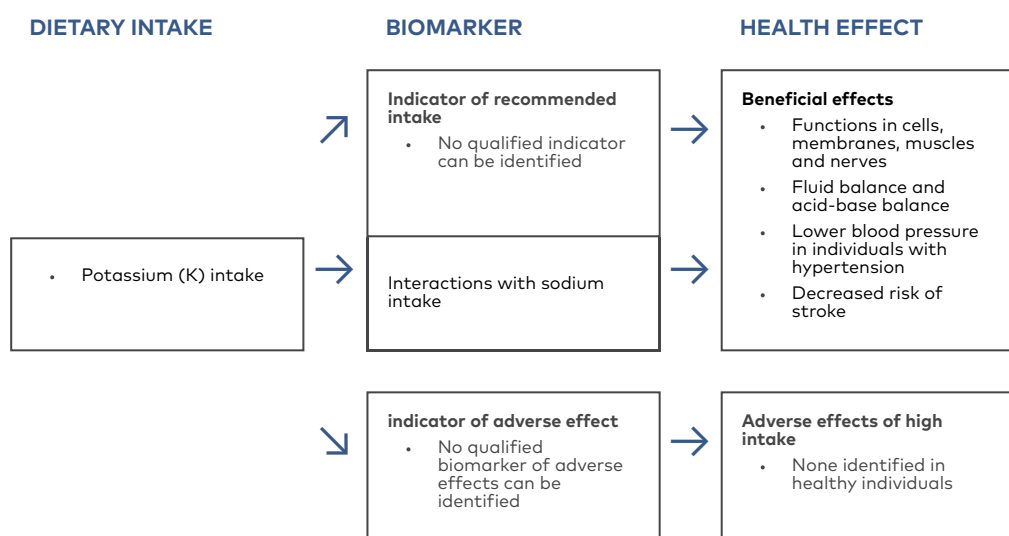 DIETARY INTAKE
BIOMARKER
HEALTH EFFECT
• Potassium (K) intake
Indicator of recommended
intake
• No qualified indicator
can be identified
Interactions with sodium
intake
indicator of adverse effect
• No qualified
biomarker of adverse
effects can be
identified
Beneficial effects
• Functions in cells,
membranes, muscles
and nerves
• Fluid balance and
acid-base balance
• Lower blood pressure
in individuals with
hypertension
• Decreased risk of
stroke
Adverse effects of high
intake
• None identified in
healthy individuals